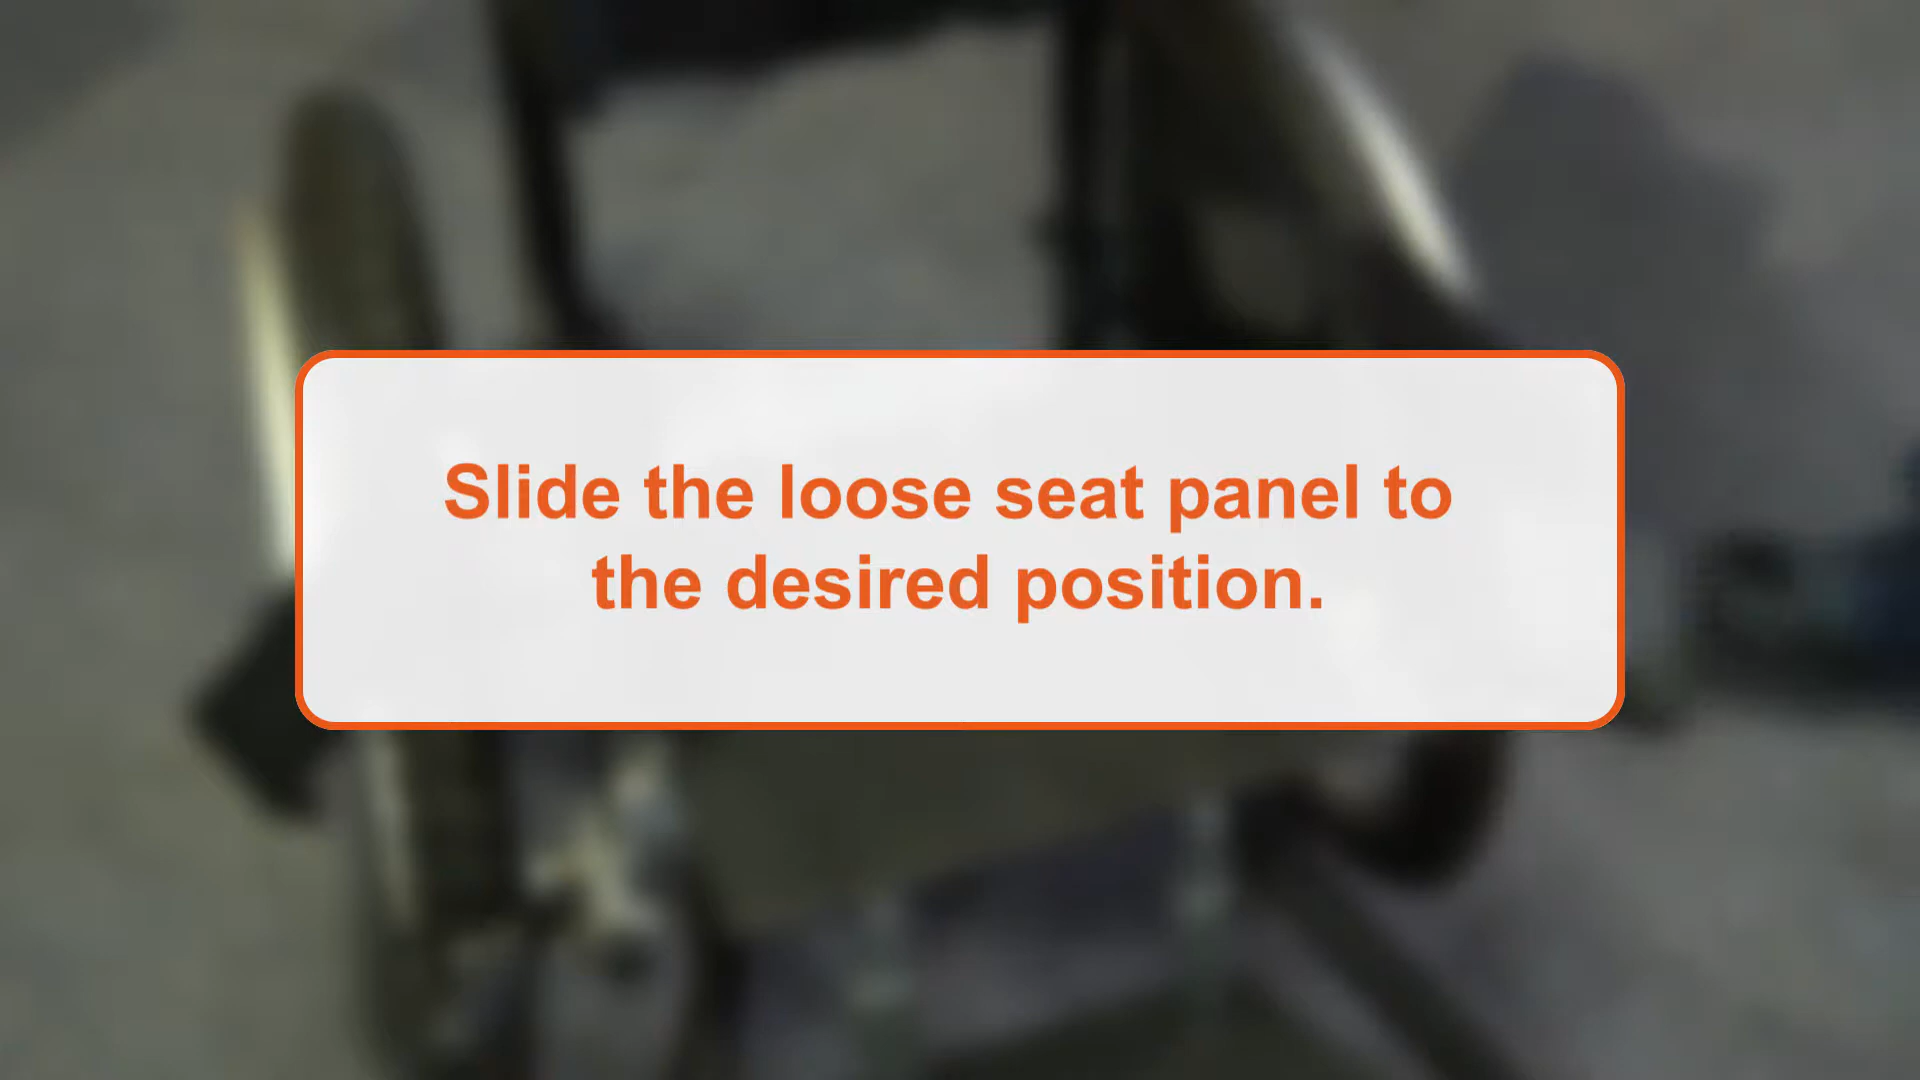 Slide the loose seat panel to
the desired position.